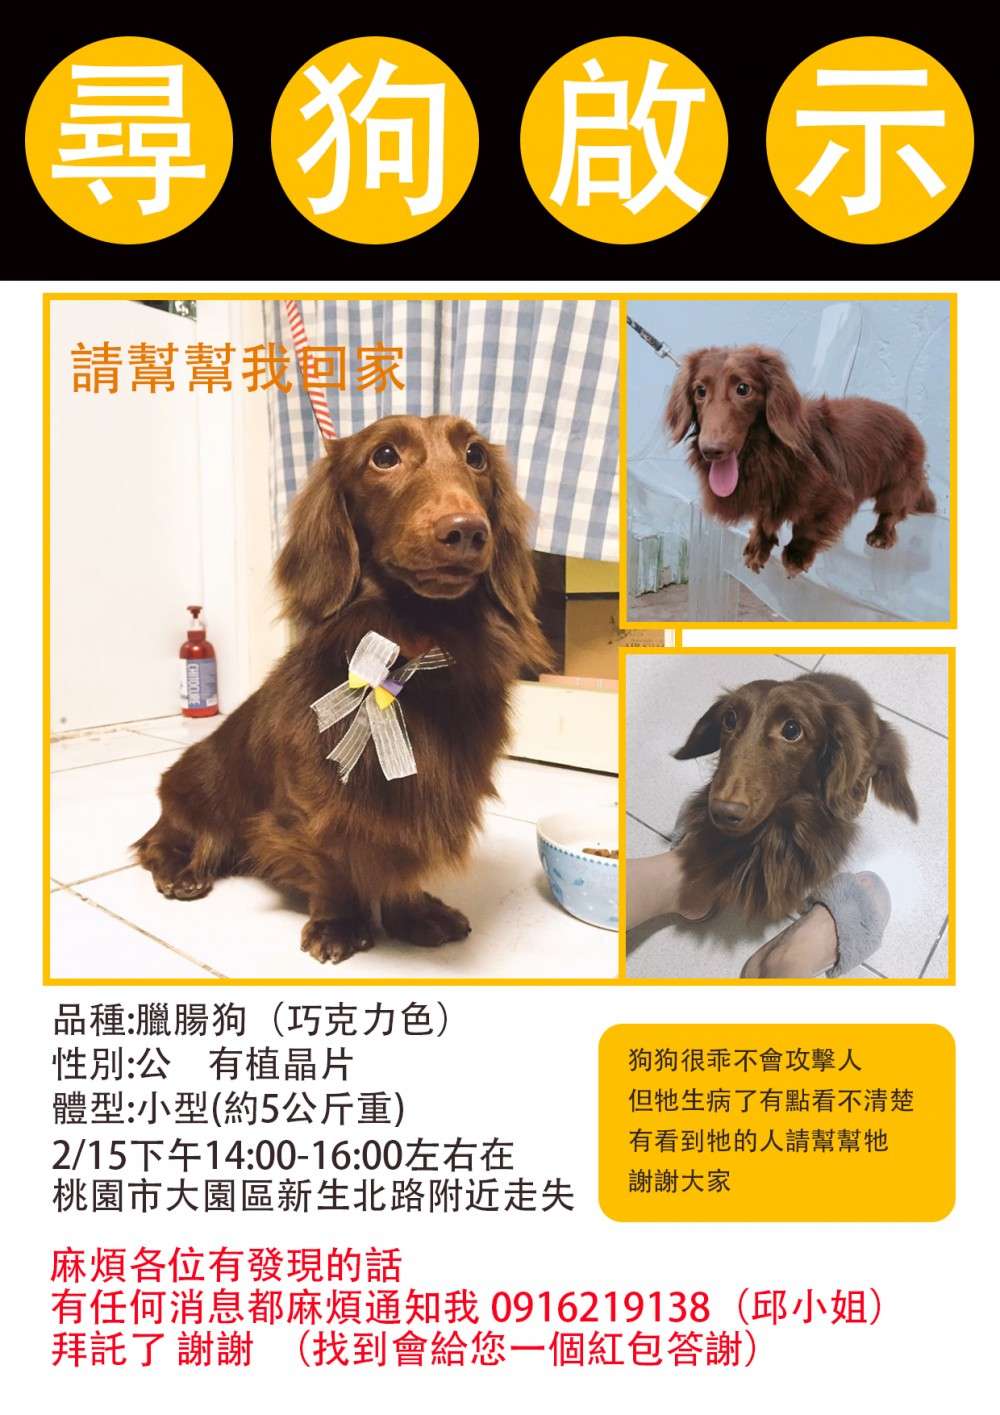 尋狗啟示
請幫幫我回家
品種:臘腸狗（巧克力色）
性別:公　有植晶片
體型:小型(約5公斤重)
2/15下午14:00-16:00左右在
桃園市大園區新生北路附近走失
狗狗很乖不會攻擊人
但牠生病了有點看不清楚
有看到牠的人請幫幫牠
謝謝大家
麻煩各位有發現的話
有任何消息都麻煩通知我 0916219138（邱小姐）
拜託了 謝謝　（找到會給您一個紅包答謝）